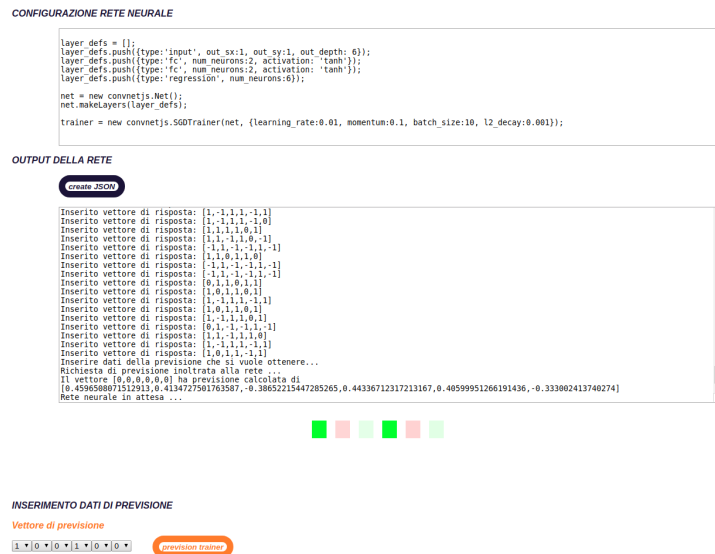 CONFIGURAZIONE RETE NEURALE
layer_defs = [];
layer_defs.push({type:'input', out_sx:1, out_sy:1, out_depth: 6});
layer_defs.push({type:'fc', num_neurons:2, activation: 'tanh'});
layer_defs.push({type:'fc', num_neurons:2, activation: 'tanh'});
layer_defs.push({type:'regression', num_neurons:6});
net = new convnetjs.Net();
net.makeLayers(layer_defs);
trainer = new convnetjs.SGDTrainer(net, {learning_rate:0.01, momentum:0.1, batch_size:10, l2_decay:0.001});
OUTPUT DELLA RETE
create JSON
Inserito vettore di risposta: [1,-1,1,1,-1,1]
Inserito vettore di risposta: [1,-1,1,1,-1,0]
Inserito vettore di risposta: [1,1,1,1,0,1]
Inserito vettore di risposta: [1,1,-1,1,0,-1]
Inserito vettore di risposta: [-1,1,-1,-1,1,-1]
Inserito vettore di risposta: [1,1,0,1,1,0]
Inserito vettore di risposta: [-1,1,-1,-1,1,-1]
Inserito vettore di risposta: [-1,1,-1,-1,1,-1]
Inserito vettore di risposta: [0,1,1,0,1,1]
Inserito vettore di risposta: [1,0,1,1,0,1]
Inserito vettore di risposta: [1,-1,1,1,-1,1]
Inserito vettore di risposta: [1,0,1,1,0,1]
Inserito vettore di risposta: [1,-1,1,1,0,1]
Inserito vettore di risposta: [0,1,-1,-1,1,-1]
Inserito vettore di risposta: [1,1,-1,1,1,0]
Inserito vettore di risposta: [1,-1,1,1,-1,1]
Inserito vettore di risposta: [1,0,1,1,-1,1]
Inserire dati della previsione che si vuole ottenere...
Richiesta di previsione inoltrata alla rete ...
Il vettore [0,0,0,0,0,0] ha previsione calcolata di
[0.4596508071512913,0.4134727501763587,-0.38652215447285265,0.44336712317213167,0.40599951266191436,-0.333002413740274]
Rete neurale in attesa ...
INSERIMENTO DATI DI PREVISIONE
Vettore di previsione
1 0 0 1 0 0 prevision trainer